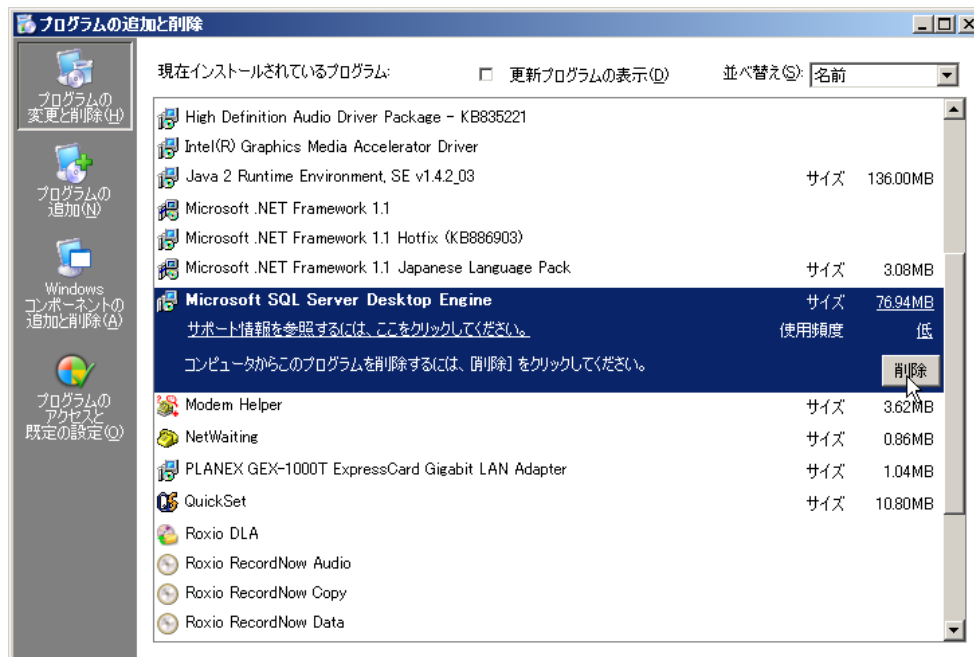 プログラムの追加と削除
プログラムの
変更と削除(H)
プログラムの
追加(N)
Windows
コンポーネントの
追加と削除(A)
プログラムの
アクセスと
既定の設定(O)
現在インストールされているプログラム: 更新プログラムの表示(D) 並べ替え(S): 名前
High Definition Audio Driver Package - KB835221
Intel(R) Graphics Media Accelerator Driver
Java 2 Runtime Environment, SE v1.4.2_03 サイズ 136.00MB
Microsoft .NET Framework 1.1
Microsoft .NET Framework 1.1 Hotfix (KB886903)
Microsoft .NET Framework 1.1 Japanese Language Pack サイズ 3.08MB
Microsoft SQL Server Desktop Engine サイズ 76.94MB
サポート情報を参照するには、ここをクリックしてください。 使用頻度 低
コンピュータからこのプログラムを削除するには、[削除] をクリックしてください。 削除
Modem Helper サイズ 3.62MB
NetWaiting サイズ 0.86MB
PLANEX GEX-1000T ExpressCard Gigabit LAN Adapter サイズ 1.04MB
QuickSet サイズ 10.80MB
Roxio DLA
Roxio RecordNow Audio
Roxio RecordNow Copy
Roxio RecordNow Data